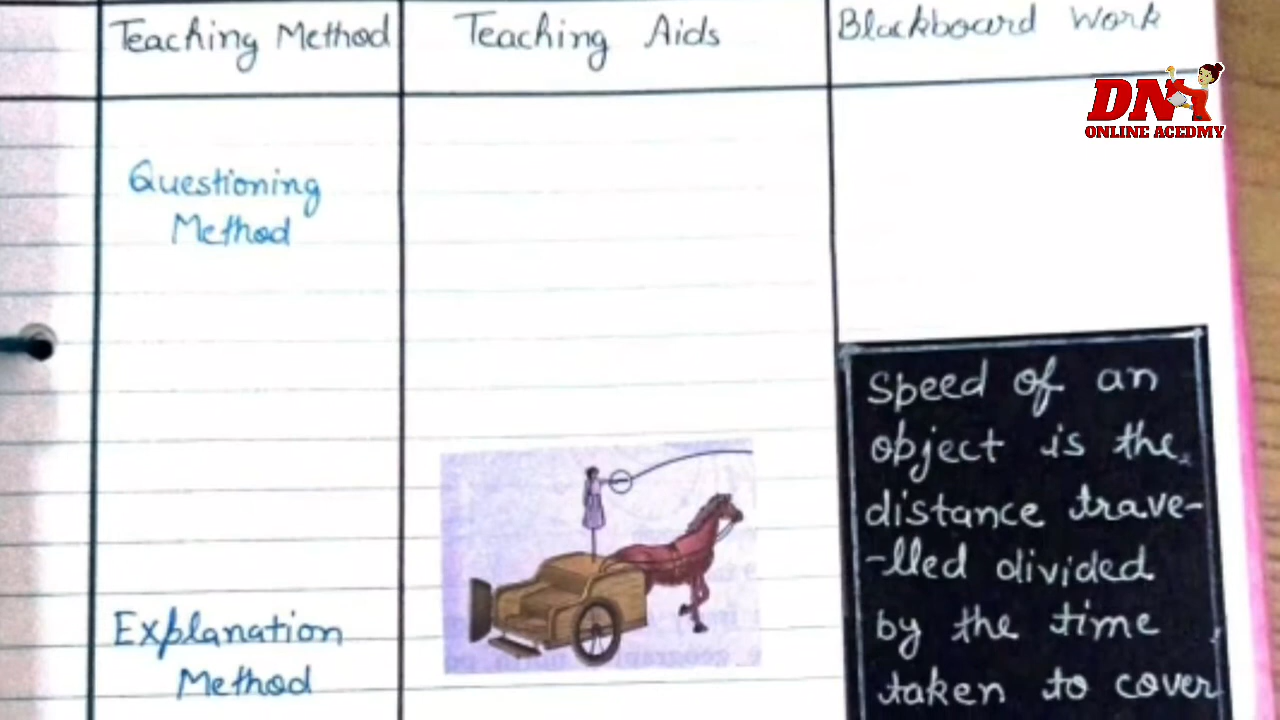 Teaching Method
Teaching Aids
Blackboard Work
DNA
ONLINE ACEDMY
Questioning
Method
Explanation
Method
Speed of an
object is the
distance trave-
-lled divided
by the time
taken to cover